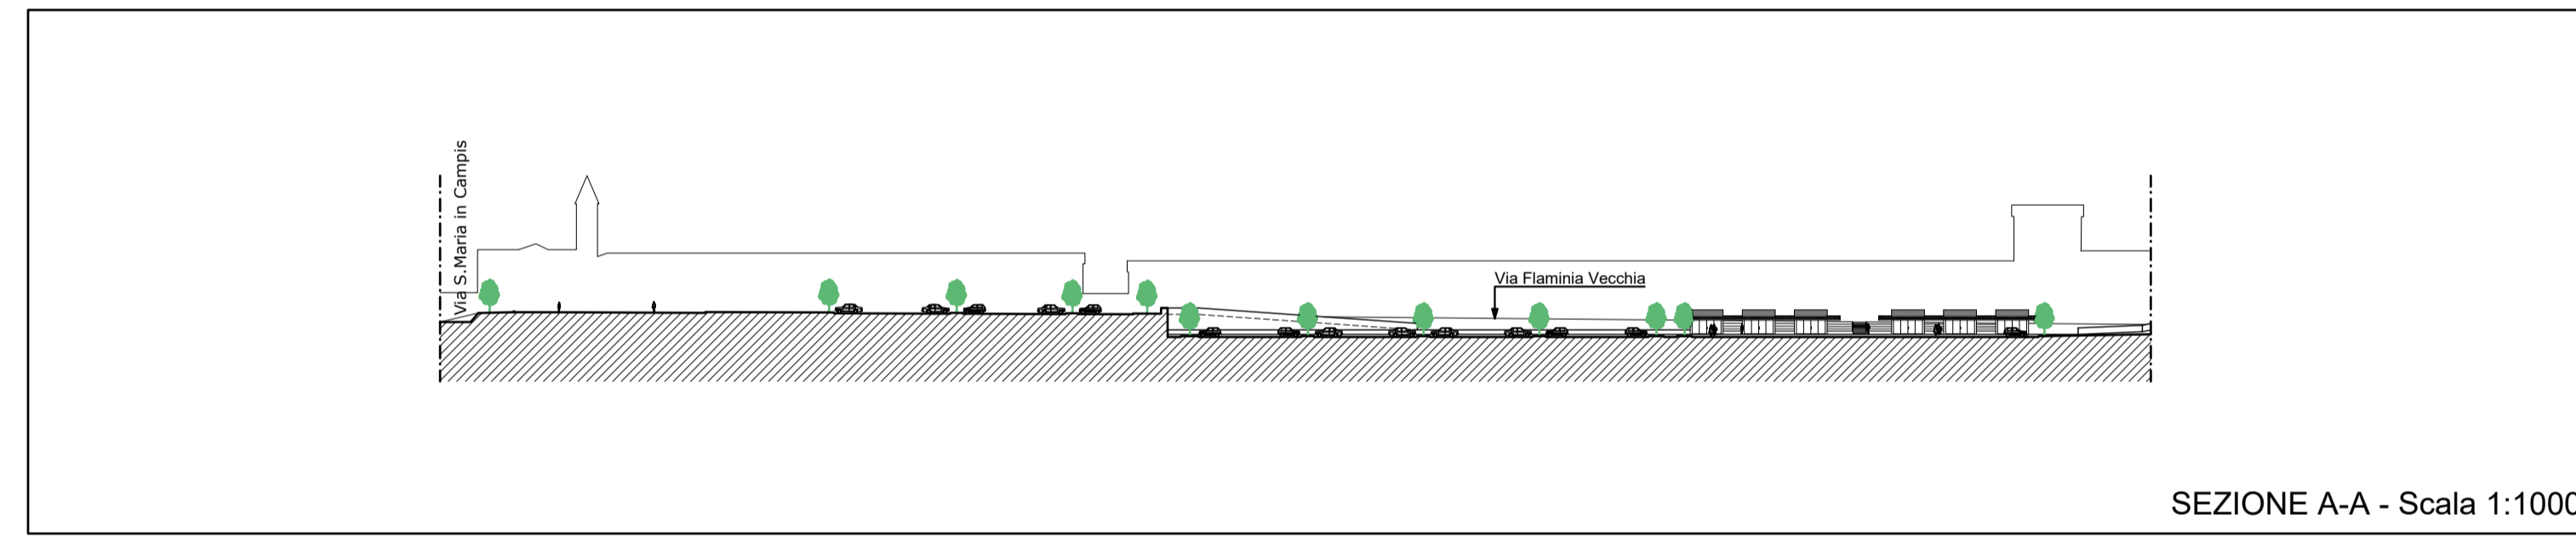 Via S.Maria in Campis
Via Flaminia Vecchia
SEZIONE A-A - Scala 1:1000